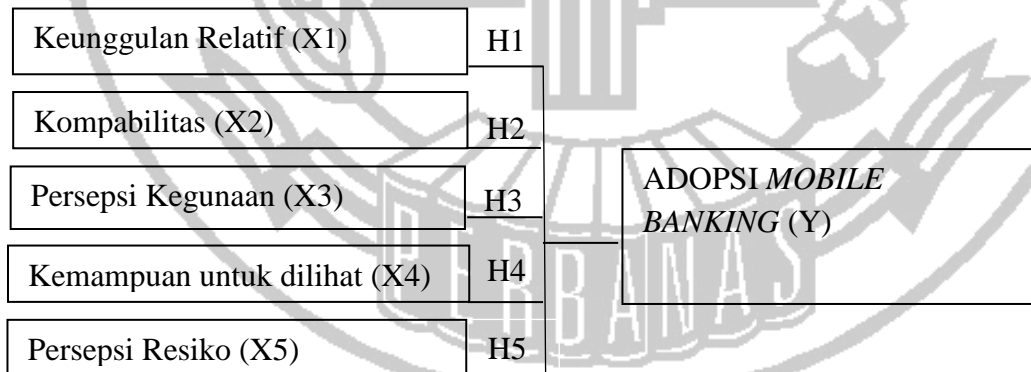 Keunggulan Relatif (X1) H1
Kompabilitas (X2) H2
Persepsi Kegunaan (X3) H3
ADOPSI MOBILE
BANKING (Y)
Kemampuan untuk dilihat (X4) H4
Persepsi Resiko (X5) H5
PERBANAS